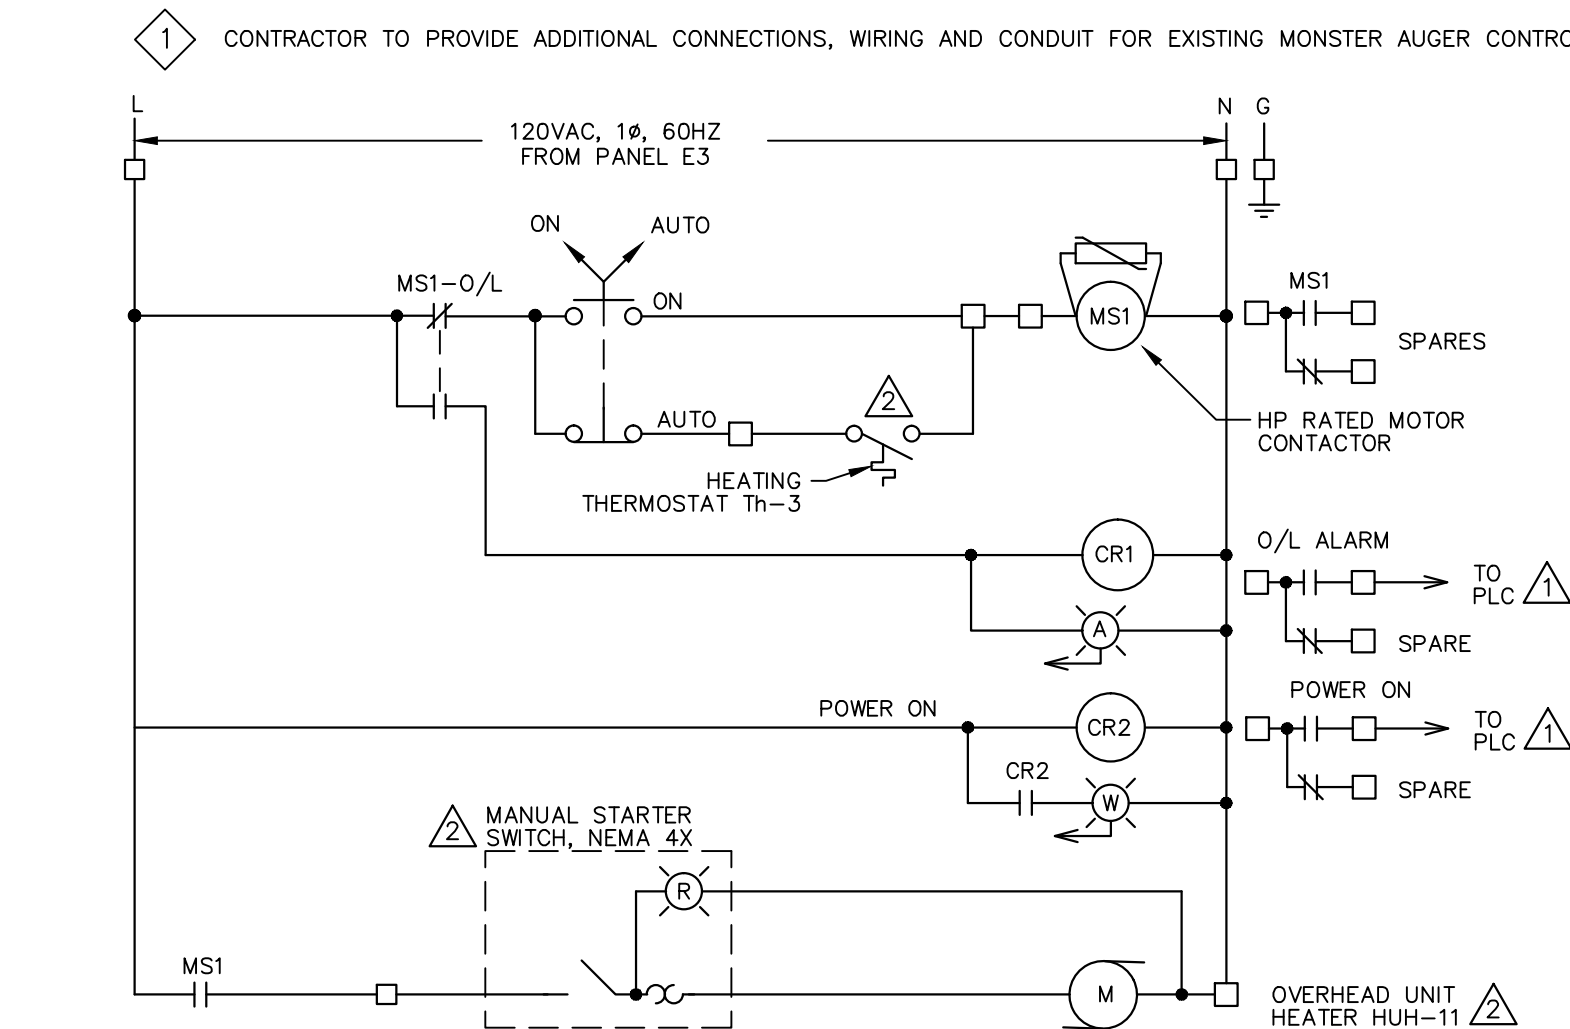 1 CONTRACTOR TO PROVIDE ADDITIONAL CONNECTIONS, WIRING AND CONDUIT FOR EXISTING MONSTER AUGER
L
N G
120VAC, 1ø, 60HZ
FROM PANEL E3
ON
AUTO
MS1-O/L
ON
MS1
MS1
SPARES
2
AUTO
HP RATED MOTOR
CONTACTOR
HEATING
THERMOSTAT Th-3
O/L ALARM
CR1
TO
PLC 1
A
SPARE
POWER ON
POWER ON
CR2
TO
PLC 1
CR2
W
SPARE
2
MANUAL STARTER
SWITCH, NEMA 4X
R
MS1
M
OVERHEAD UNIT
HEATER HUH-11 2